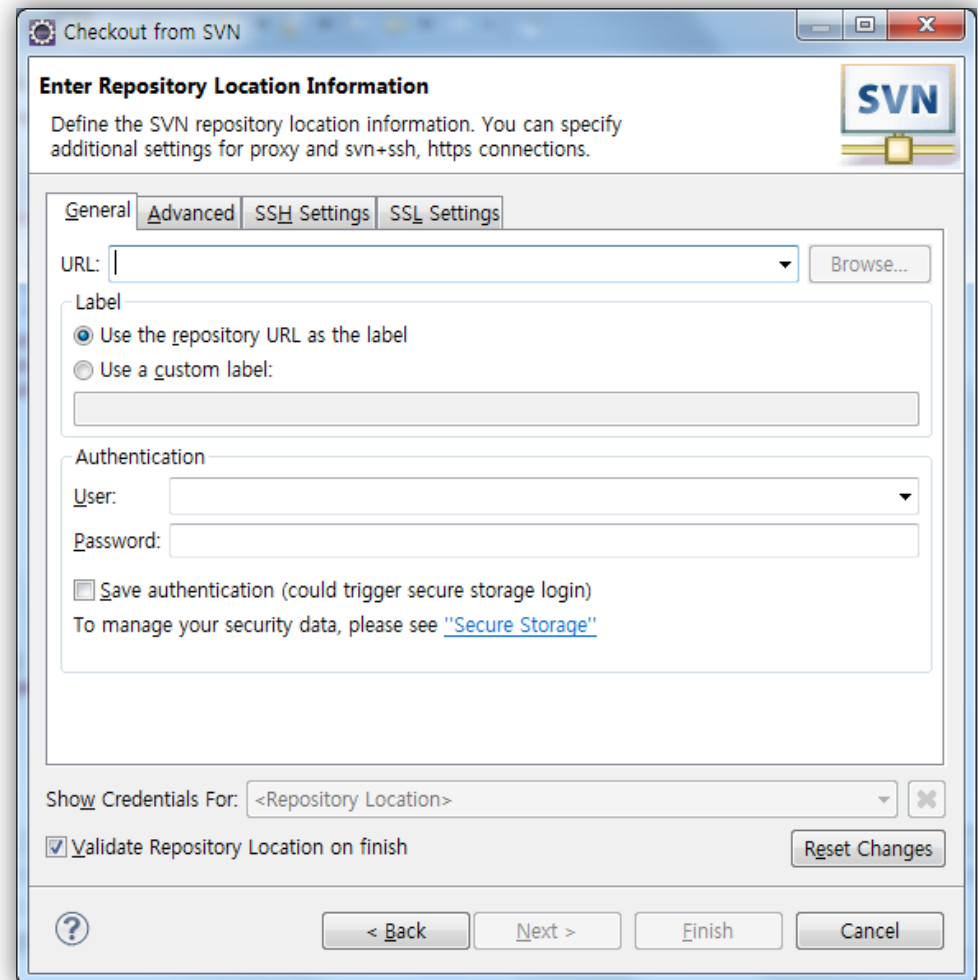 Checkout from SVN
Enter Repository Location Information
SVN
Define the SVN repository location information. You can specify
additional settings for proxy and svn+ssh, https connections.
General Advanced SSH Settings SSL Settings
URL: Browse...
Label
Use the repository URL as the label
Use a custom label:
Authentication
User:
Password:
Save authentication (could trigger secure storage login)
To manage your security data, please see "Secure Storage"
Show Credentials For: <Repository Location>
Validate Repository Location on finish
Reset Changes
? < Back Next > Finish Cancel